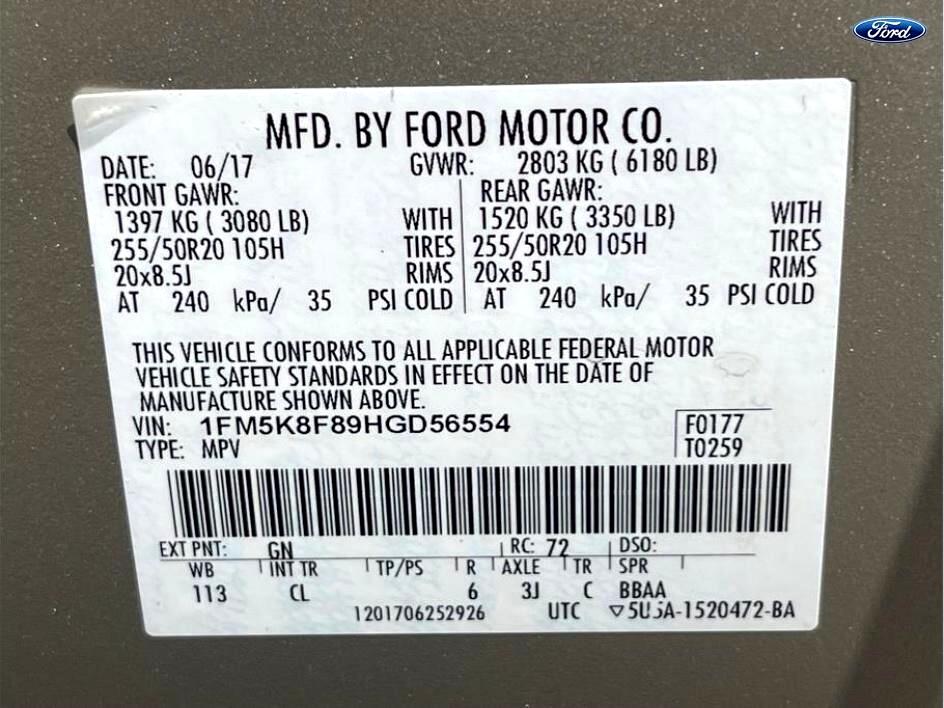 Ford
MFD. BY FORD MOTOR CO.
DATE: 06/17 GVWR: 2803 KG ( 6180 LB)
FRONT GAWR: REAR GAWR:
1397 KG ( 3080 LB) WITH 1520 KG ( 3350 LB) WITH
255/50R20 105H TIRES 255/50R20 105H TIRES
20x8.5J RIMS 20x8.5J RIMS
AT 240 kPa/ 35 PSI COLD AT 240 kPa/ 35 PSI COLD
THIS VEHICLE CONFORMS TO ALL APPLICABLE FEDERAL MOTOR
VEHICLE SAFETY STANDARDS IN EFFECT ON THE DATE OF
MANUFACTURE SHOWN ABOVE.
VIN: 1FM5K8F89HGD56554 F0177
TYPE: MPV T0259
EXT PNT: GN RC: 72 DSO:
WB INT TR TP/PS R AXLE TR SPR
113 CL 6 3J C BBAA
1201706252926 UTC ▽5U5A-1520472-BA